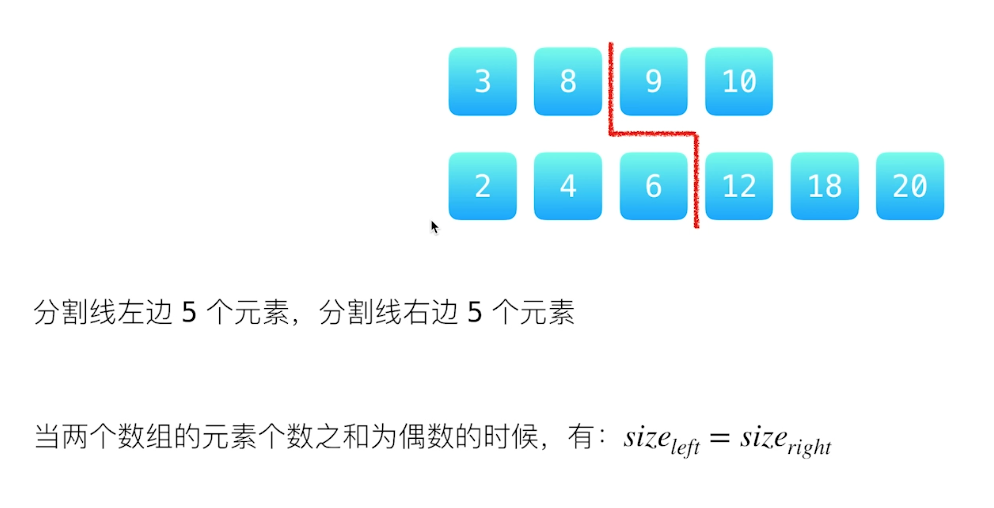 3 8 9 10
2 4 6 12 18 20
分割线左边 5 个元素，分割线右边 5 个元素
当两个数组的元素个数之和为偶数的时候，有：size_left = size_right